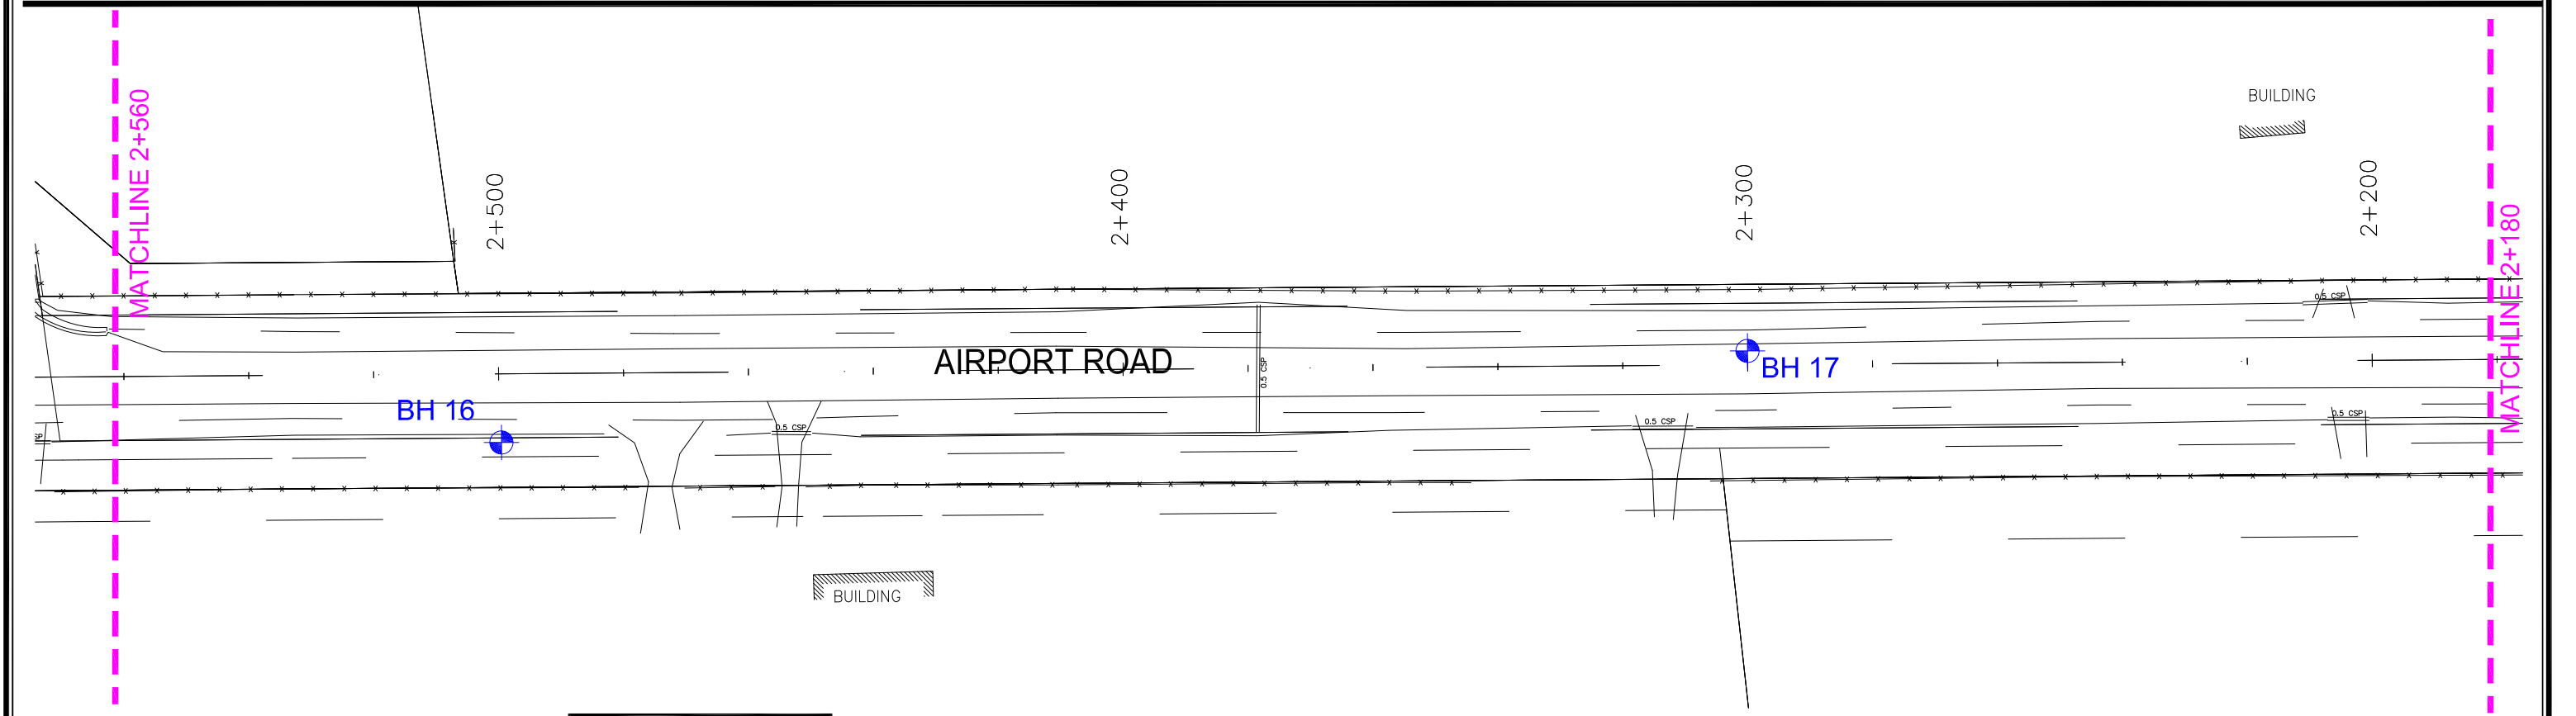 MATCHLINE 2+560
2+500
2+400
2+300
2+200
BUILDING
MATCHLINE 2+180
0.5 CSP
AIRPORT ROAD
0.5 CSP
BH 17
BH 16
0.5 CSP
0.5 CSP
0.5 CSP
BUILDING